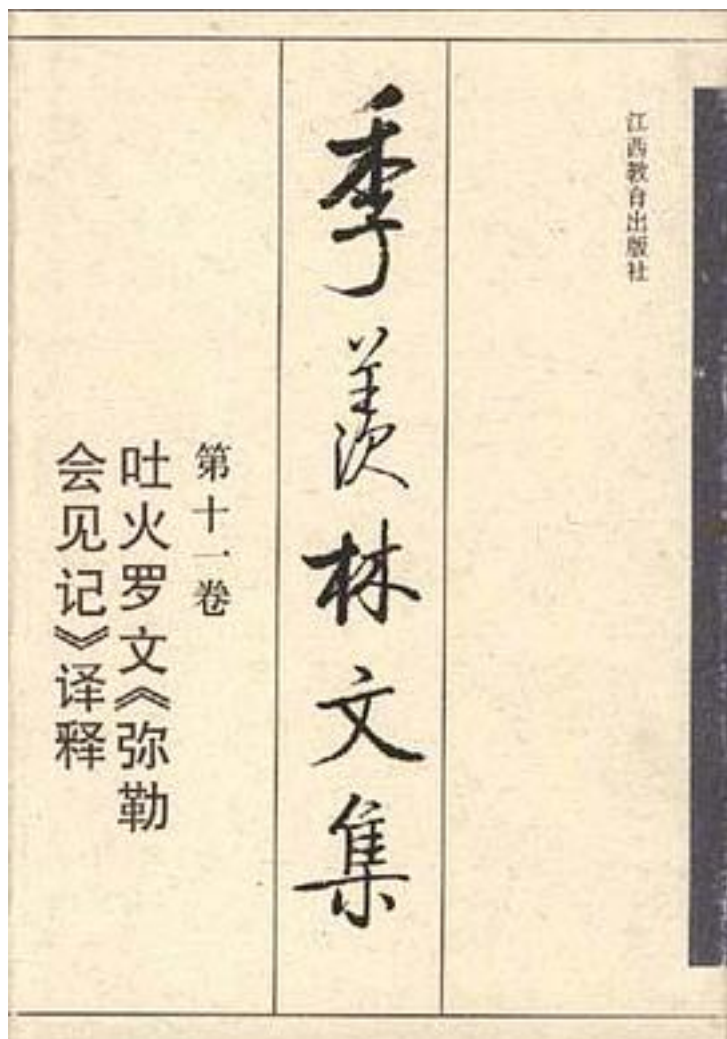 江西教育出版社
季羡林文集
第十一卷
吐火罗文《弥勒
会见记》译释